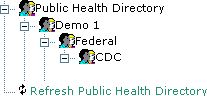 Public Health Directory
Demo 1
Federal
CDC
Refresh Public Health Directory